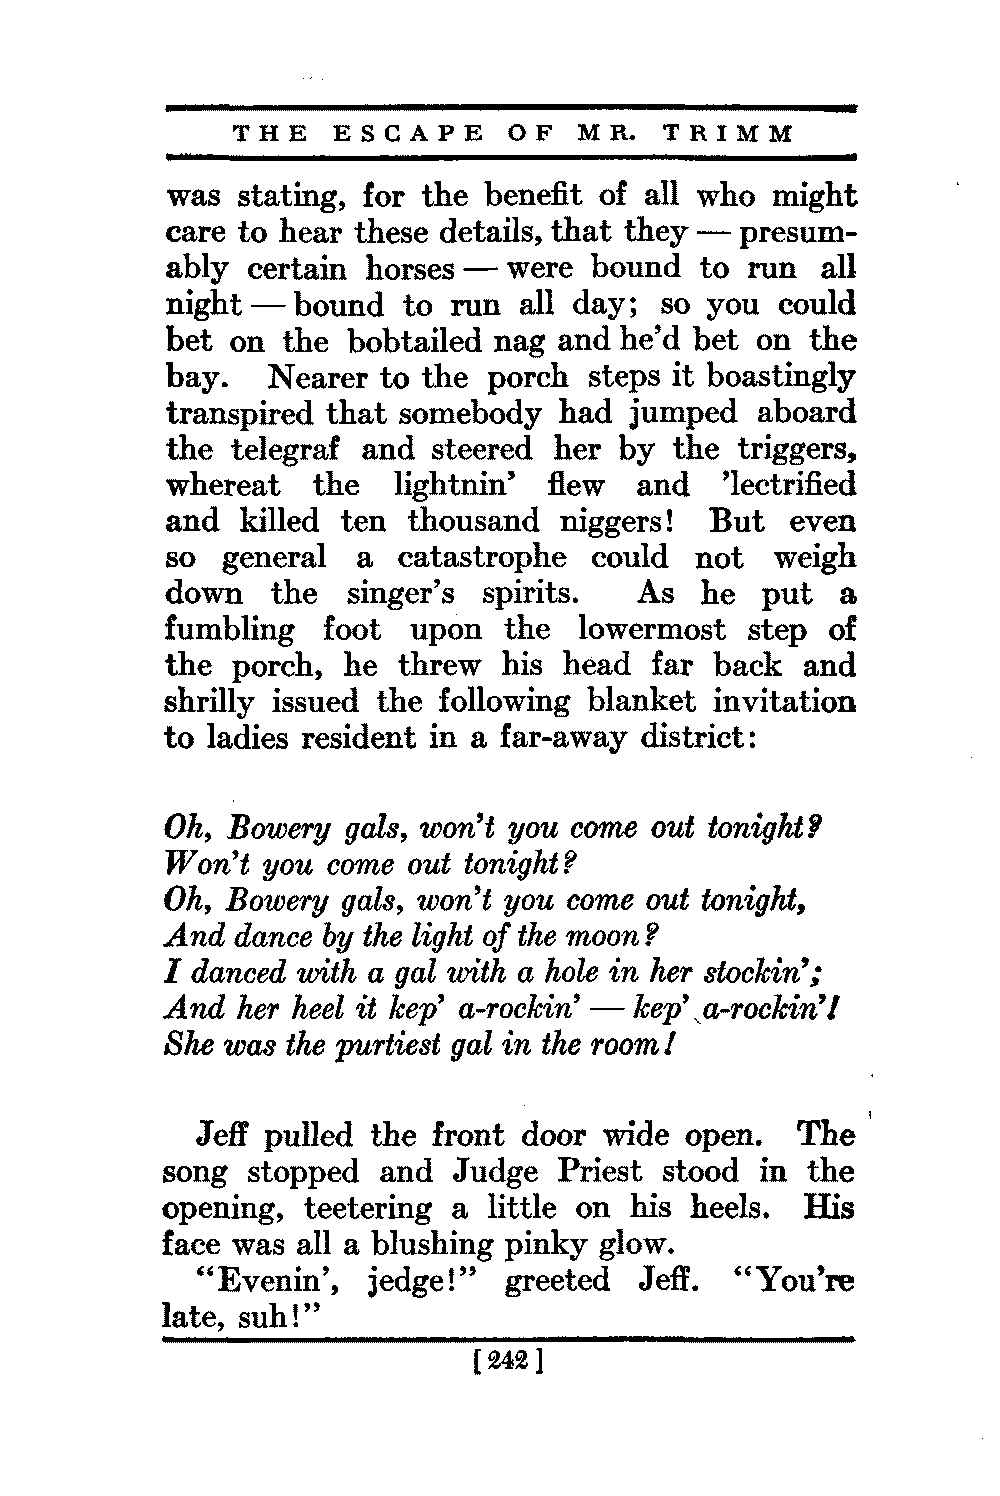 THE ESCAPE OF MR. TRIMM
was stating, for the benefit of all who might
care to hear these details, that they — presum-
ably certain horses — were bound to run all
night — bound to run all day; so you could
bet on the bobtailed nag and he'd bet on the
bay. Nearer to the porch steps it boastingly
transpired that somebody had jumped aboard
the telegraf and steered her by the triggers,
whereat the lightnin' flew and 'lectrified
and killed ten thousand niggers! But even
so general a catastrophe could not weigh
down the singer's spirits. As he put a
fumbling foot upon the lowermost step of
the porch, he threw his head far back and
shrilly issued the following blanket invitation
to ladies resident in a far-away district:
Oh, Bowery gals, won't you come out tonight?
Won't you come out tonight?
Oh, Bowery gals, won't you come out tonight,
And dance by the light of the moon?
I danced with a gal with a hole in her stockin';
And her heel it kep' a-rockin' — kep' a-rockin'!
She was the purtiest gal in the room!
Jeff pulled the front door wide open. The
song stopped and Judge Priest stood in the
opening, teetering a little on his heels. His
face was all a blushing pinky glow.
"Evenin', jedge!" greeted Jeff. "You're
late, suh!"
[242]